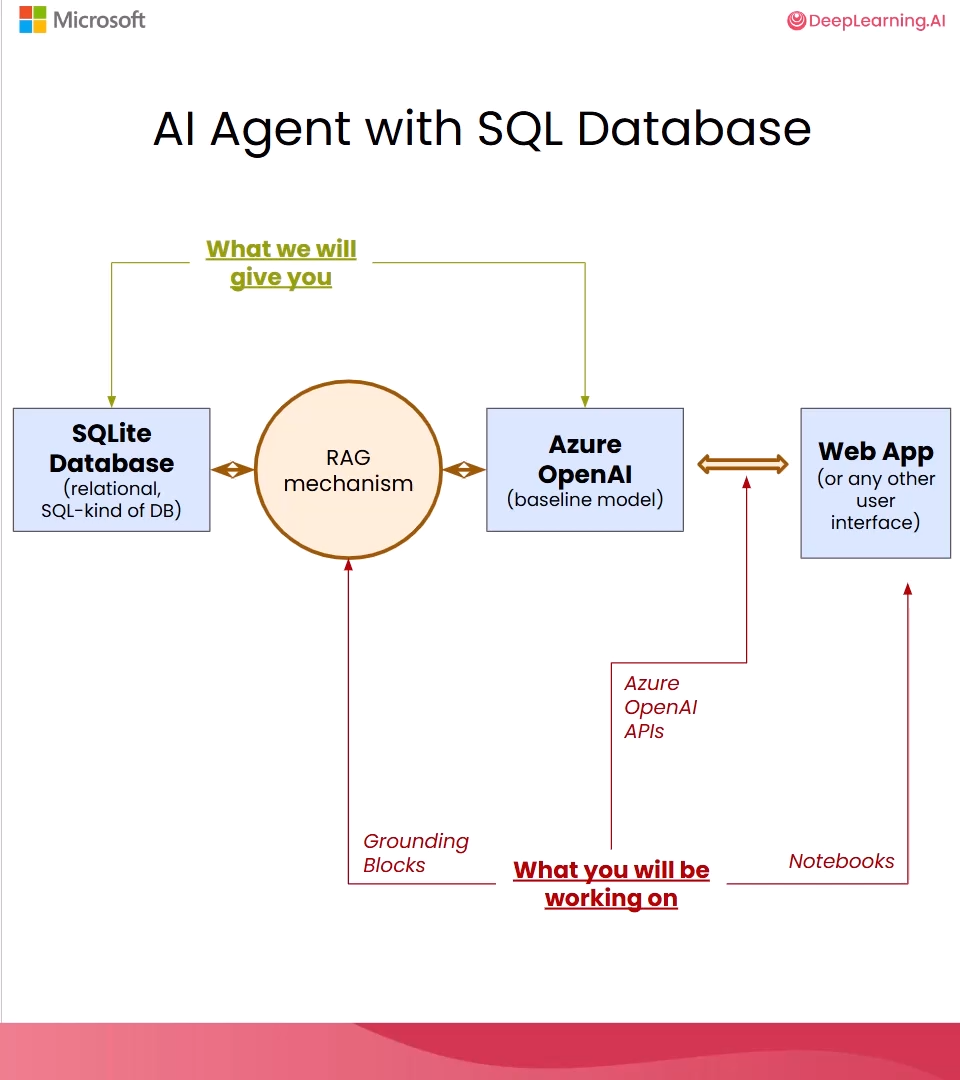 Microsoft
DeepLearning.AI
AI Agent with SQL Database
What we will
give you
SQLite
Database
(relational,
SQL-kind of DB)
RAG
mechanism
Azure
OpenAI
(baseline model)
Web App
(or any other
user
interface)
Azure
OpenAI
APIs
Grounding
Blocks
What you will be
working on
Notebooks